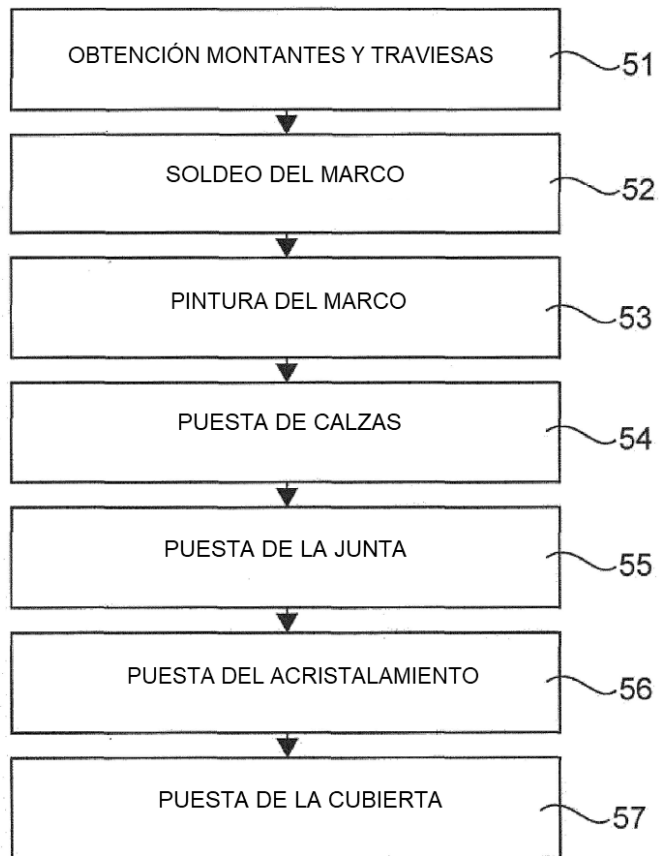 OBTENCIÓN MONTANTES Y TRAVIESAS 51
SOLDEO DEL MARCO 52
PINTURA DEL MARCO 53
PUESTA DE CALZAS 54
PUESTA DE LA JUNTA 55
PUESTA DEL ACRISTALAMIENTO 56
PUESTA DE LA CUBIERTA 57